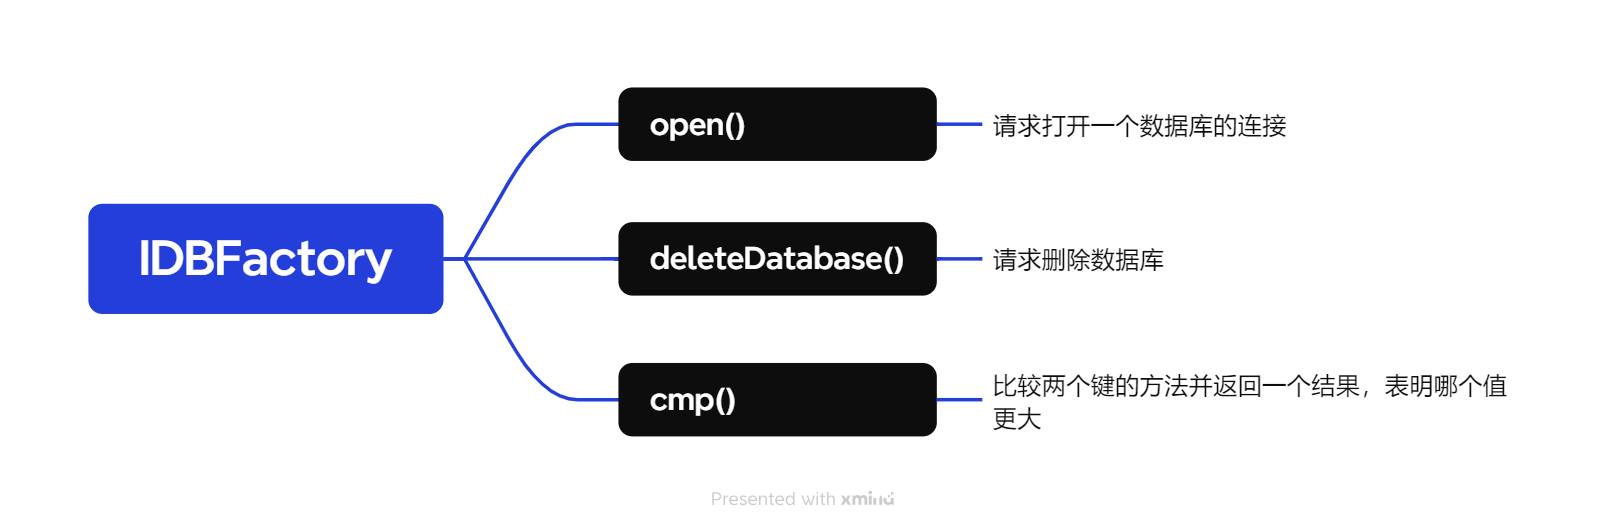 IDBFactory
open()
请求打开一个数据库的连接
deleteDatabase()
请求删除数据库
cmp()
比较两个键的方法并返回一个结果，表明哪个值
更大
Presented with xmind